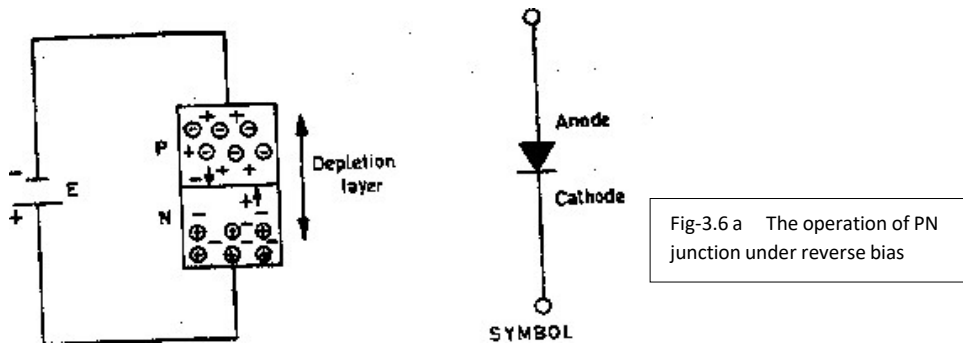 P
N
- E
+
Depletion
layer
Anode
Cathode
SYMBOL
Fig-3.6 a The operation of PN
junction under reverse bias